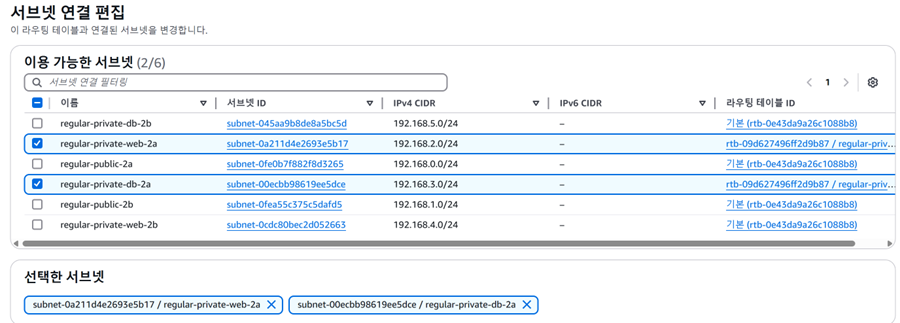 서브넷 연결 편집
이 라우팅 테이블과 연결된 서브넷을 변경합니다.
이용 가능한 서브넷 (2/6)
서브넷 연결 필터링
1
이름 서브넷 ID IPv4 CIDR IPv6 CIDR 라우팅 테이블 ID
regular-private-db-2b subnet-045aa9b8de8a5bc5d 192.168.5.0/24 – 기본 (rtb-0e43da9a26c1088b8)
regular-private-web-2a subnet-0a211d4e2693e5b17 192.168.2.0/24 – rtb-09d627496ff2d9b87 / regular-priv...
regular-public-2a subnet-0fe0b7f882f8d3265 192.168.0.0/24 – 기본 (rtb-0e43da9a26c1088b8)
regular-private-db-2a subnet-00ecbb98619ee5dce 192.168.3.0/24 – rtb-09d627496ff2d9b87 / regular-priv...
regular-public-2b subnet-0fea55c375c5dafd5 192.168.1.0/24 – 기본 (rtb-0e43da9a26c1088b8)
regular-private-web-2b subnet-0cdc80bec2d052663 192.168.4.0/24 – 기본 (rtb-0e43da9a26c1088b8)
선택한 서브넷
subnet-0a211d4e2693e5b17 / regular-private-web-2a
subnet-00ecbb98619ee5dce / regular-private-db-2a